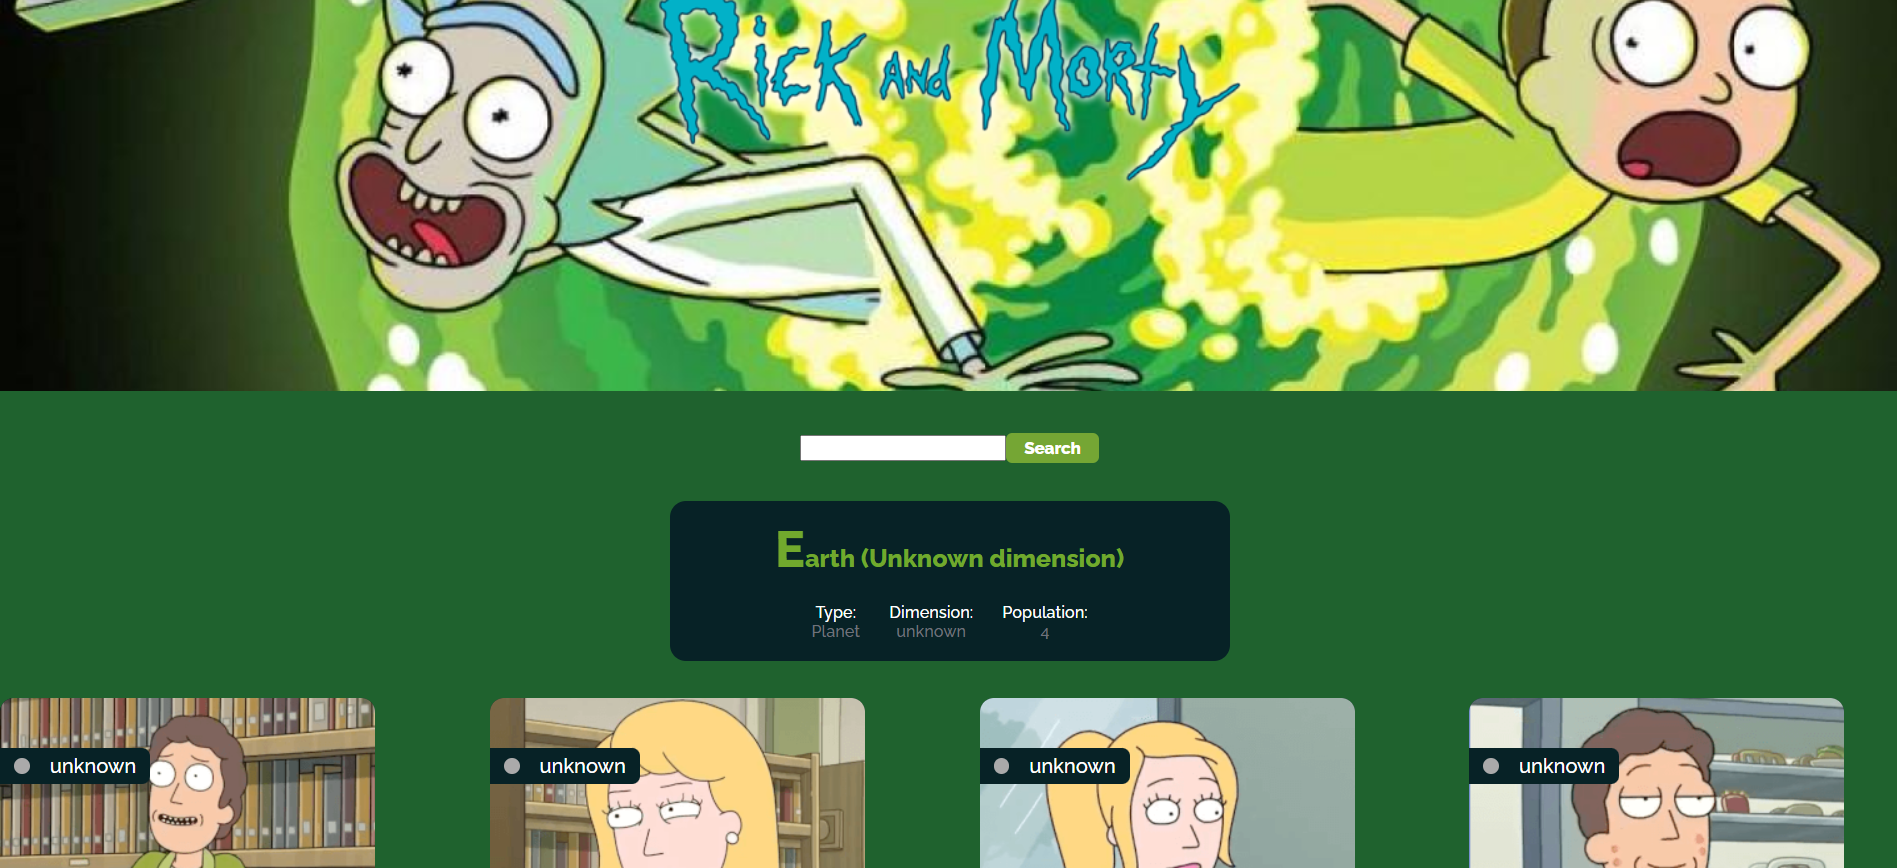 Rick and Morty
Search
Earth (Unknown dimension)
Type: Dimension: Population:
Planet unknown 4
unknown unknown unknown unknown